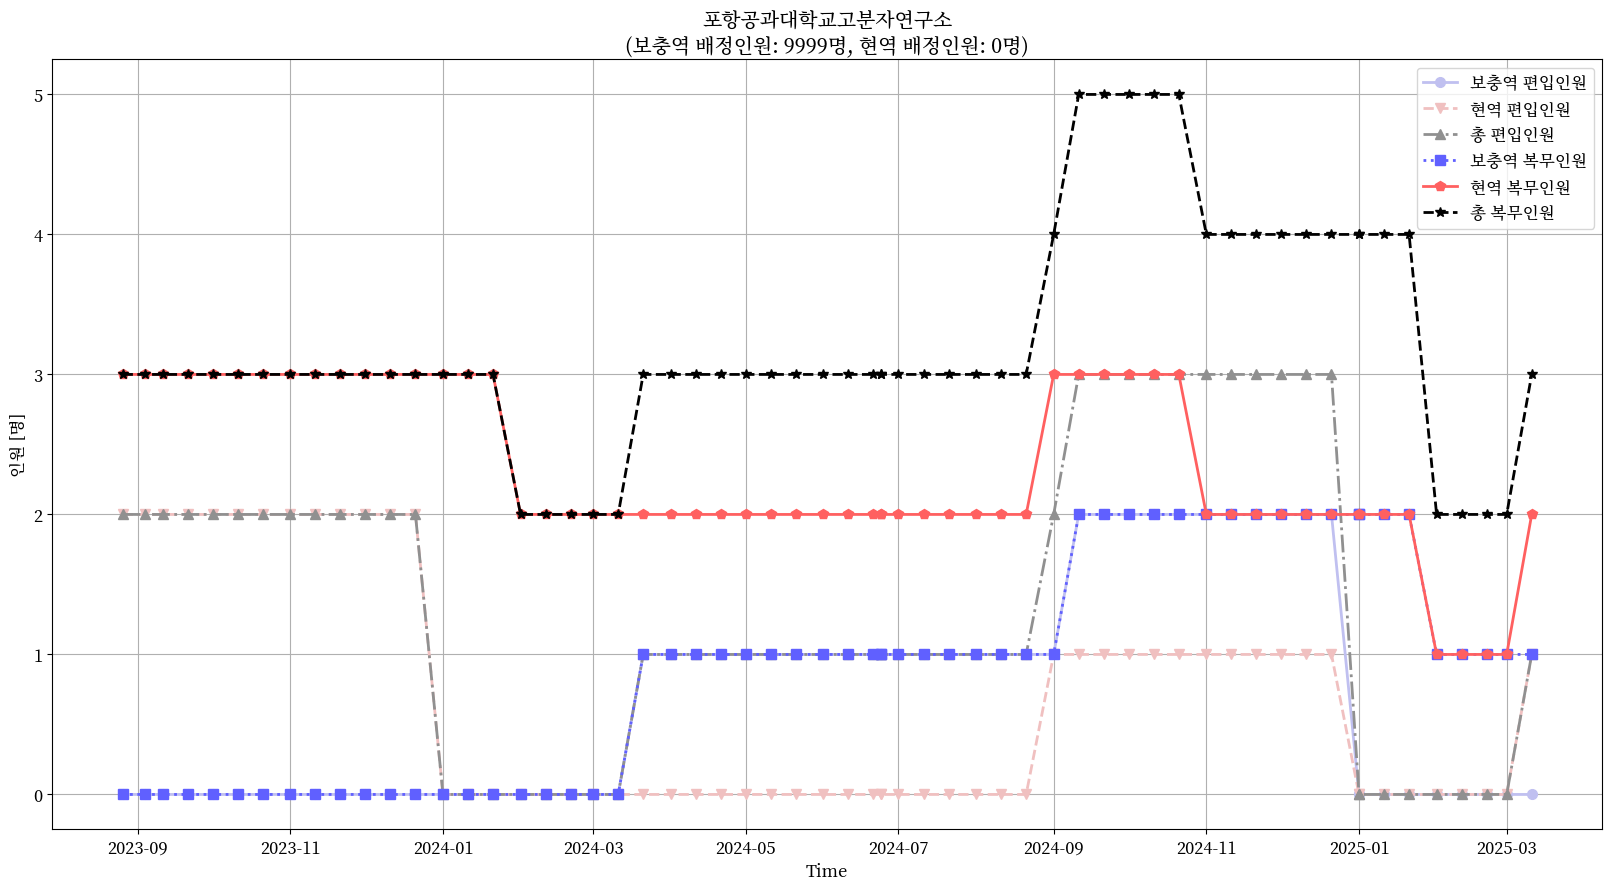 포항공과대학교고분자연구소
(보충역 배정인원: 9999명, 현역 배정인원: 0명)
보충역 편입인원
현역 편입인원
총 편입인원
보충역 복무인원
현역 복무인원
총 복무인원
인원 [명]
5
4
3
2
1
0
2023-09
2023-11
2024-01
2024-03
2024-05
2024-07
2024-09
2024-11
2025-01
2025-03
Time